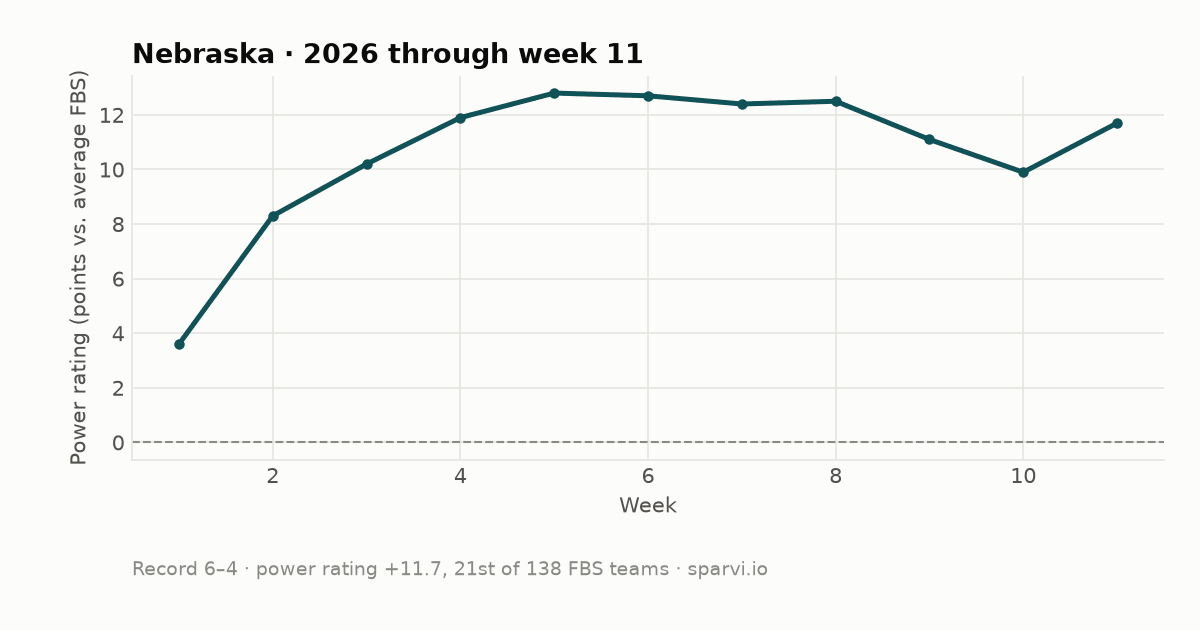 Nebraska · 2026 through week 11
Power rating (points vs. average FBS)
12
10
8
6
4
2
0
2 4 6 8 10
Week
Record 6–4 · power rating +11.7, 21st of 138 FBS teams · sparvi.io